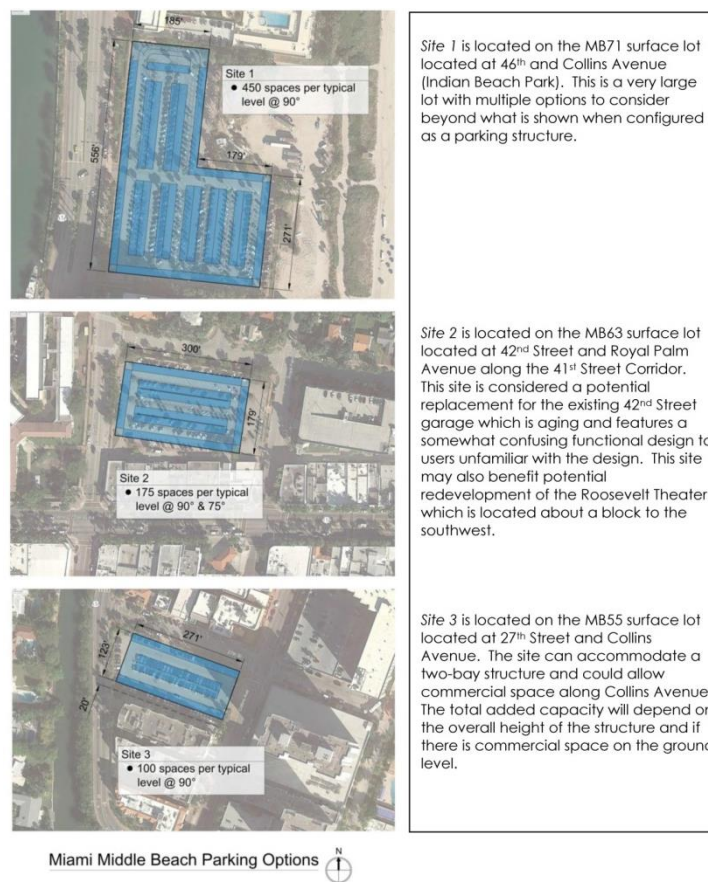 185'
Site 1
• 450 spaces per typical
level @ 90°
556'
179'
271'
Site 1 is located on the MB71 surface lot
located at 46th and Collins Avenue
(Indian Beach Park). This is a very large
lot with multiple options to consider
beyond what is shown when configured
as a parking structure.
300'
179'
Site 2
• 175 spaces per typical
level @ 90° & 75°
Site 2 is located on the MB63 surface lot
located at 42nd Street and Royal Palm
Avenue along the 41st Street Corridor.
This site is considered a potential
replacement for the existing 42nd Street
garage which is aging and features a
somewhat confusing functional design to
users unfamiliar with the design. This site
may also benefit potential
redevelopment of the Roosevelt Theater
which is located about a block to the
southwest.
271'
123'
20'
Site 3
• 100 spaces per typical
level @ 90°
Site 3 is located on the MB55 surface lot
located at 27th Street and Collins
Avenue. The site can accommodate a
two-bay structure and could allow
commercial space along Collins Avenue
The total added capacity will depend on
the overall height of the structure and if
there is commercial space on the ground
level.
Miami Middle Beach Parking Options
N